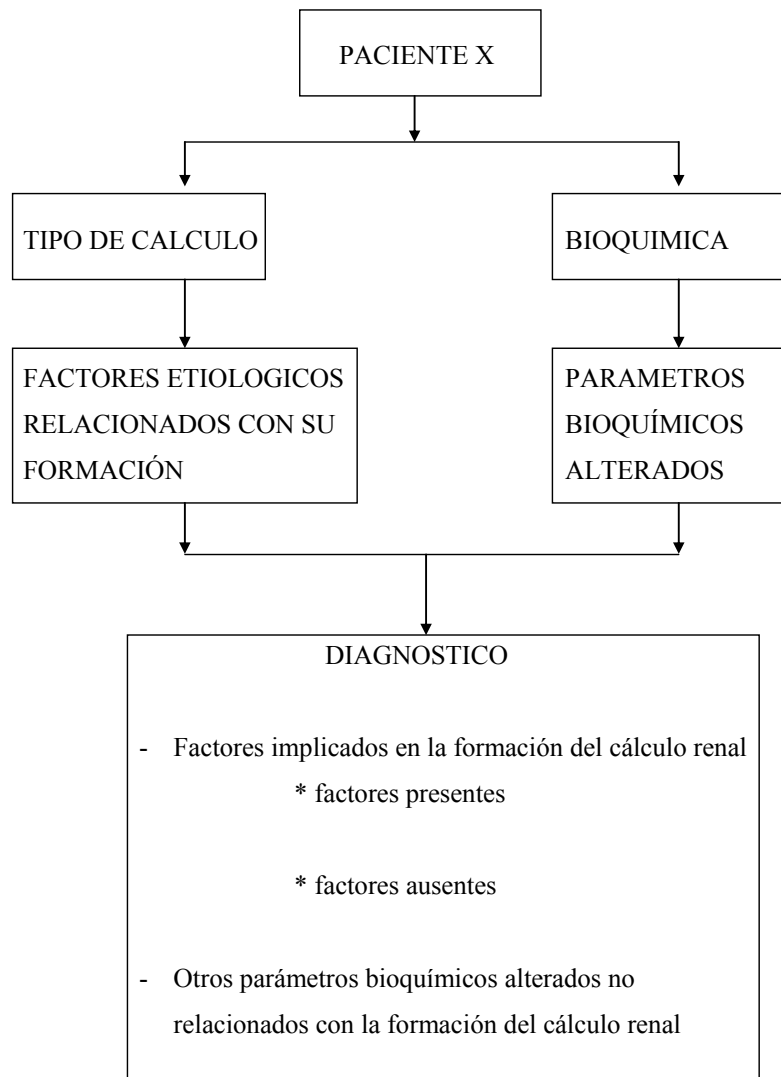 PACIENTE X
TIPO DE CALCULO
BIOQUIMICA
FACTORES ETIOLOGICOS
RELACIONADOS CON SU
FORMACIÓN
PARAMETROS
BIOQUÍMICOS
ALTERADOS
DIAGNOSTICO
- Factores implicados en la formación del cálculo renal
* factores presentes
* factores ausentes
- Otros parámetros bioquímicos alterados no
relacionados con la formación del cálculo renal